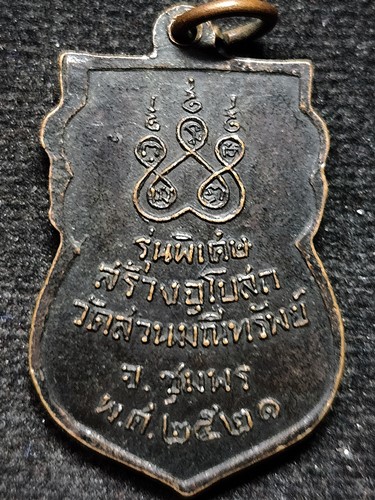 รุ่นพิเศษ
สร้างอุโบสถ
วัดสวนมณีทรัพย์
จ.ชุมพร
พ.ศ.๒๕๒๑